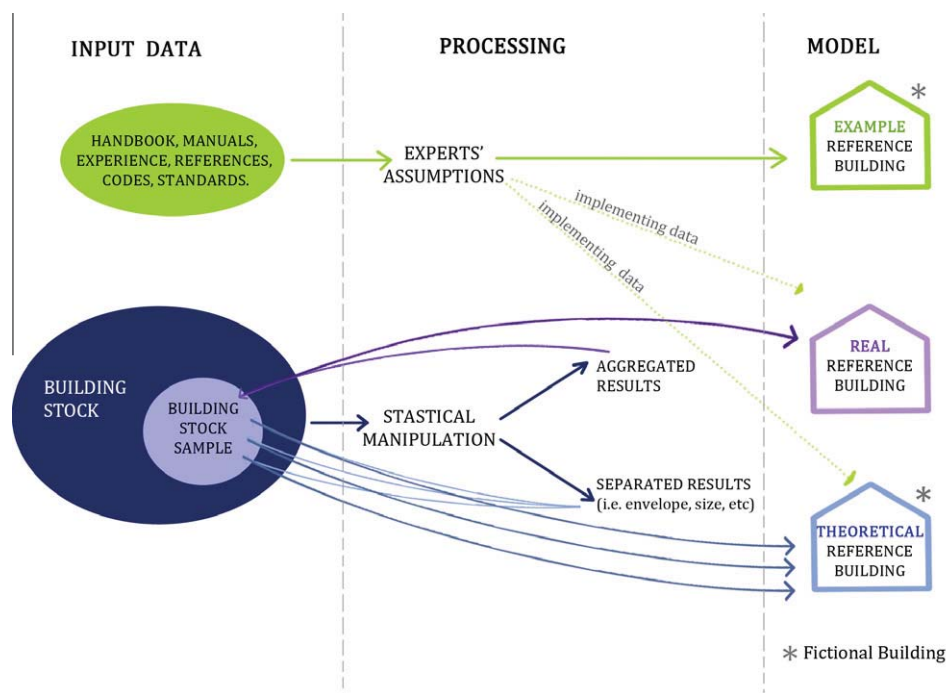 INPUT DATA
PROCESSING
MODEL
HANDBOOK, MANUALS,
EXPERIENCE, REFERENCES,
CODES, STANDARDS.
EXPERTS'
ASSUMPTIONS
*
EXAMPLE
REFERENCE
BUILDING
implementing data
implementing data
BUILDING
STOCK
BUILDING
STOCK
SAMPLE
STASTICAL
MANIPULATION
AGGREGATED
RESULTS
SEPARATED RESULTS
(i.e. envelope, size, etc)
REAL
REFERENCE
BUILDING
*
THEORETICAL
REFERENCE
BUILDING
* Fictional Building